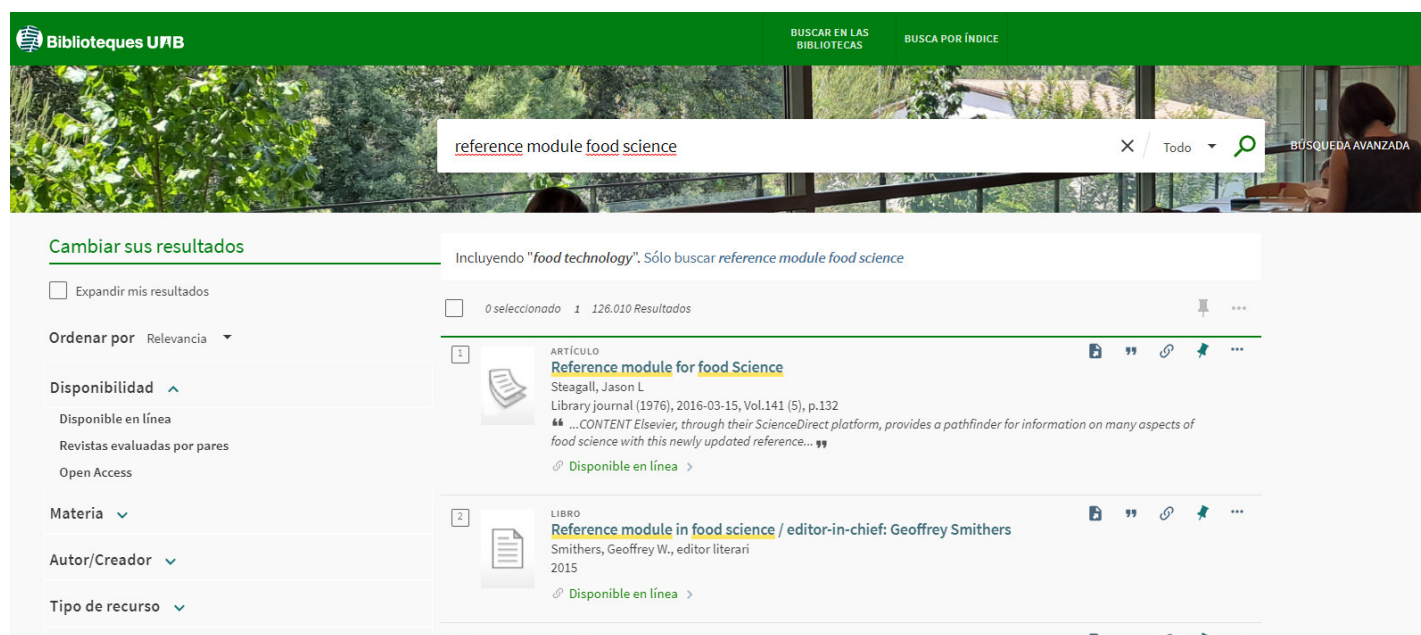 Biblioteques UAB
BUSCAR EN LAS
BIBLIOTECAS
BUSCA POR ÍNDICE
reference module food science
Todo
BÚSQUEDA AVANZADA
Cambiar sus resultados
Expandir mis resultados
Ordenar por Relevancia
Disponibilidad
Disponible en línea
Revistas evaluadas por pares
Open Access
Materia
Autor/Creador
Tipo de recurso
Incluyendo "food technology". Sólo buscar reference module food science
0 seleccionado 1 126.010 Resultados
1
ARTÍCULO
Reference module for food Science
Steagall, Jason L
Library journal (1976), 2016-03-15, Vol.141 (5), p.132
❝ ...CONTENT Elsevier, through their ScienceDirect platform, provides a pathfinder for information on many aspects of
food science with this newly updated reference... ❞
Disponible en línea >
2
LIBRO
Reference module in food science / editor-in-chief: Geoffrey Smithers
Smithers, Geoffrey W., editor literari
2015
Disponible en línea >